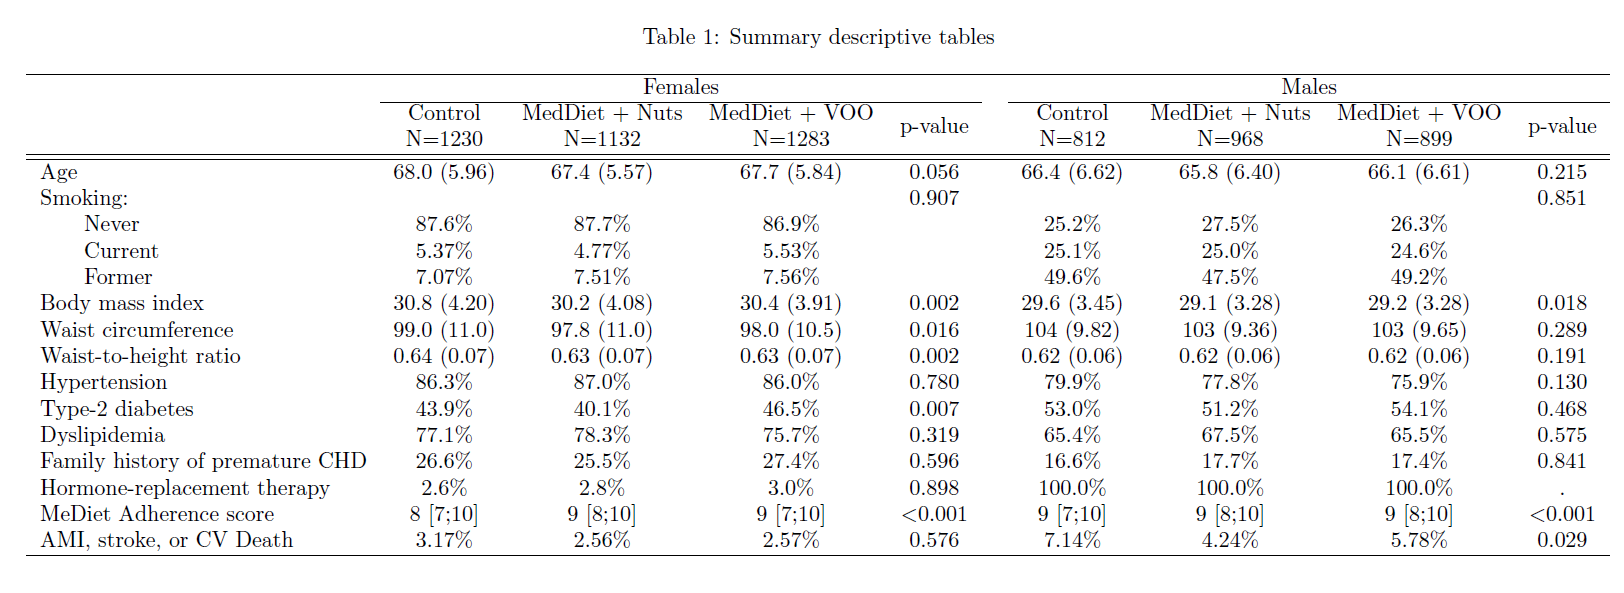 Table 1: Summary descriptive tables
Females Males
Control MedDiet + Nuts MedDiet + VOO p-value Control MedDiet + Nuts MedDiet + VOO p-value
N=1230 N=1132 N=1283 N=812 N=968 N=899
Age 68.0 (5.96) 67.4 (5.57) 67.7 (5.84) 0.056 66.4 (6.62) 65.8 (6.40) 66.1 (6.61) 0.215
Smoking: 0.907 0.851
Never 87.6% 87.7% 86.9% 25.2% 27.5% 26.3%
Current 5.37% 4.77% 5.53% 25.1% 25.0% 24.6%
Former 7.07% 7.51% 7.56% 49.6% 47.5% 49.2%
Body mass index 30.8 (4.20) 30.2 (4.08) 30.4 (3.91) 0.002 29.6 (3.45) 29.1 (3.28) 29.2 (3.28) 0.018
Waist circumference 99.0 (11.0) 97.8 (11.0) 98.0 (10.5) 0.016 104 (9.82) 103 (9.36) 103 (9.65) 0.289
Waist-to-height ratio 0.64 (0.07) 0.63 (0.07) 0.63 (0.07) 0.002 0.62 (0.06) 0.62 (0.06) 0.62 (0.06) 0.191
Hypertension 86.3% 87.0% 86.0% 0.780 79.9% 77.8% 75.9% 0.130
Type-2 diabetes 43.9% 40.1% 46.5% 0.007 53.0% 51.2% 54.1% 0.468
Dyslipidemia 77.1% 78.3% 75.7% 0.319 65.4% 67.5% 65.5% 0.575
Family history of premature CHD 26.6% 25.5% 27.4% 0.596 16.6% 17.7% 17.4% 0.841
Hormone-replacement therapy 2.6% 2.8% 3.0% 0.898 100.0% 100.0% 100.0% .
MeDiet Adherence score 8 [7;10] 9 [8;10] 9 [7;10] <0.001 9 [7;10] 9 [8;10] 9 [8;10] <0.001
AMI, stroke, or CV Death 3.17% 2.56% 2.57% 0.576 7.14% 4.24% 5.78% 0.029